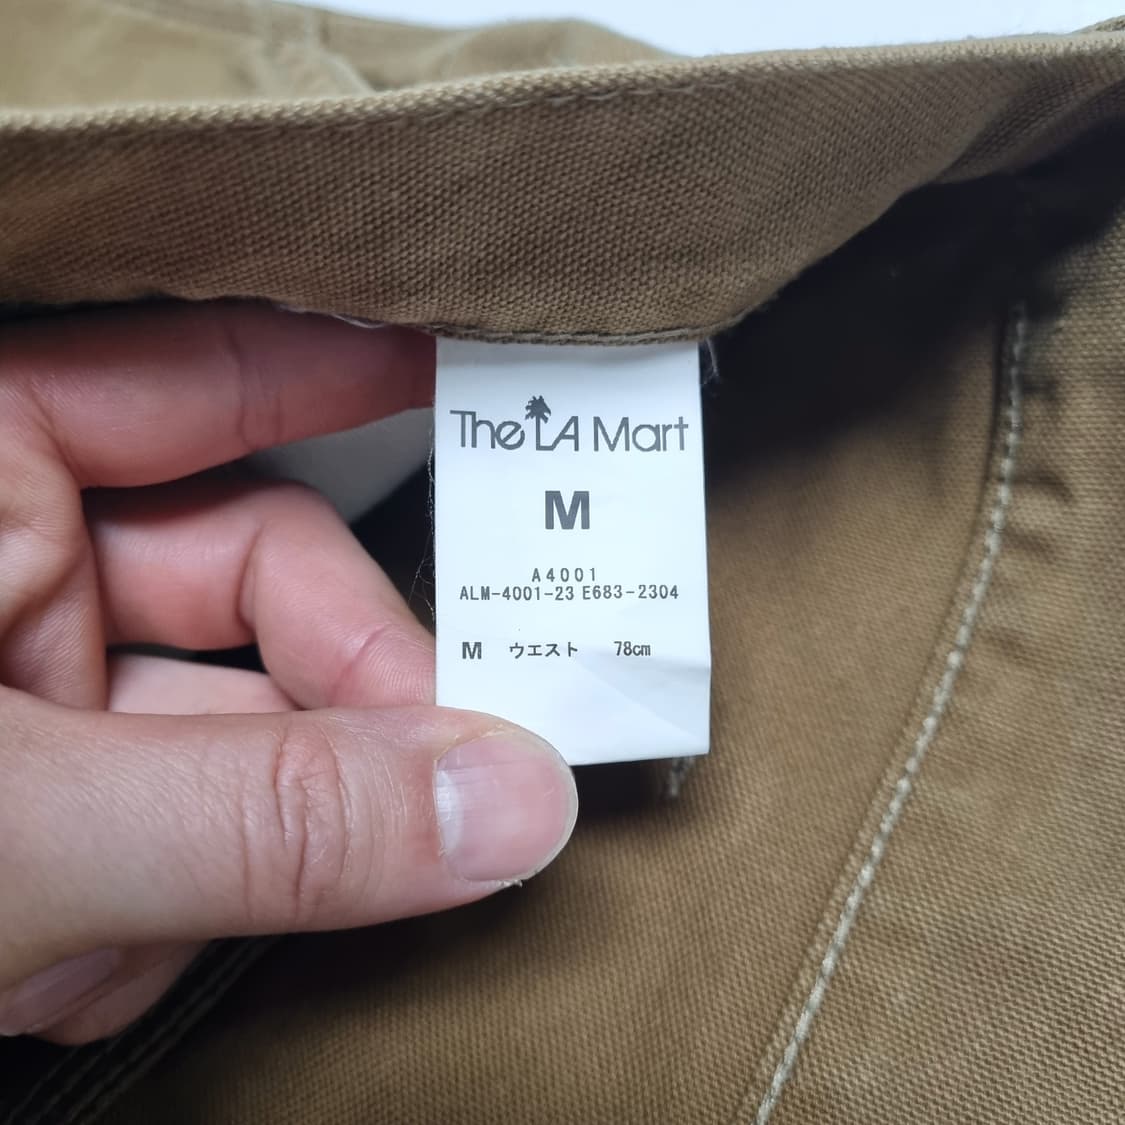 The LA Mart
M
A4001
ALM-4001-23 E683-2304
M ウエスト 78cm